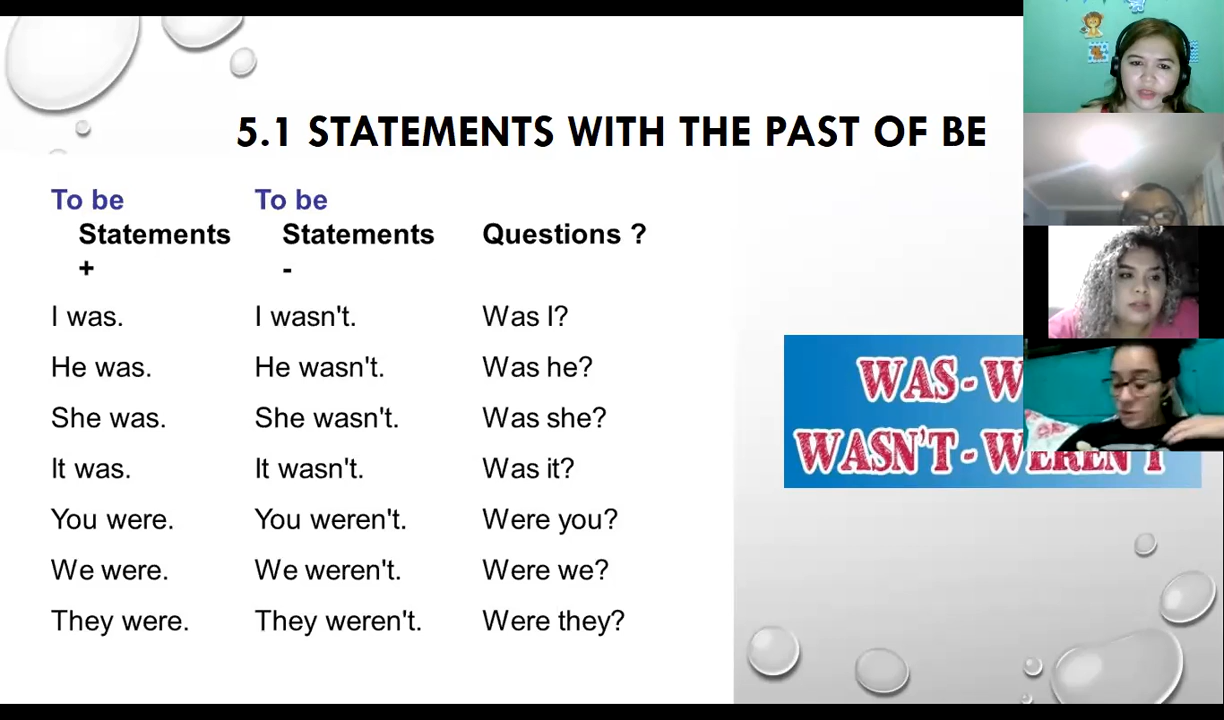 5.1 STATEMENTS WITH THE PAST OF BE
To be To be
Statements Statements Questions ?
+ -
I was. I wasn't. Was I?
He was. He wasn't. Was he?
She was. She wasn't. Was she?
It was. It wasn't. Was it?
You were. You weren't. Were you?
We were. We weren't. Were we?
They were. They weren't. Were they?
WAS -
WASN'T - WEREN'T